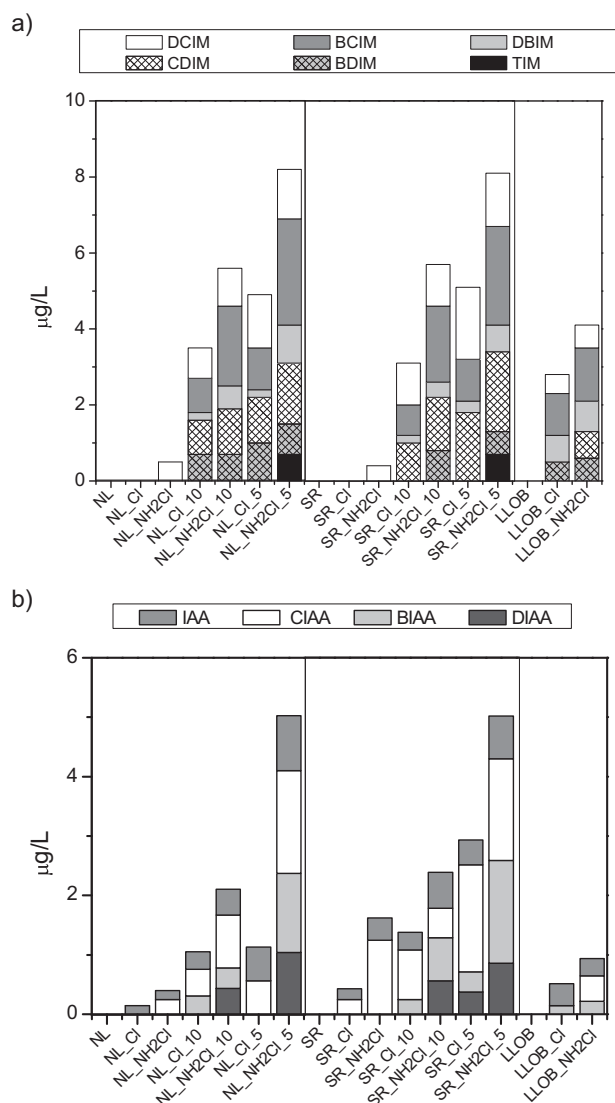 a)
DCIM BCIM DBIM
CDIM BDIM TIM
10
8
6
4
2
0
µg/L
NL
NL_Cl
NL_NH2Cl
NL_Cl_10
NL_NH2Cl_10
NL_Cl_5
NL_NH2Cl_5
SR
SR_Cl
SR_NH2Cl
SR_Cl_10
SR_NH2Cl_10
SR_Cl_5
SR_NH2Cl_5
LLOB
LLOB_Cl
LLOB_NH2Cl
b)
IAA CIAA BIAA DIAA
6
4
2
0
µg/L
NL
NL_Cl
NL_NH2Cl
NL_Cl_10
NL_NH2Cl_10
NL_Cl_5
NL_NH2Cl_5
SR
SR_Cl
SR_NH2Cl
SR_Cl_10
SR_NH2Cl_10
SR_Cl_5
SR_NH2Cl_5
LLOB
LLOB_Cl
LLOB_NH2Cl